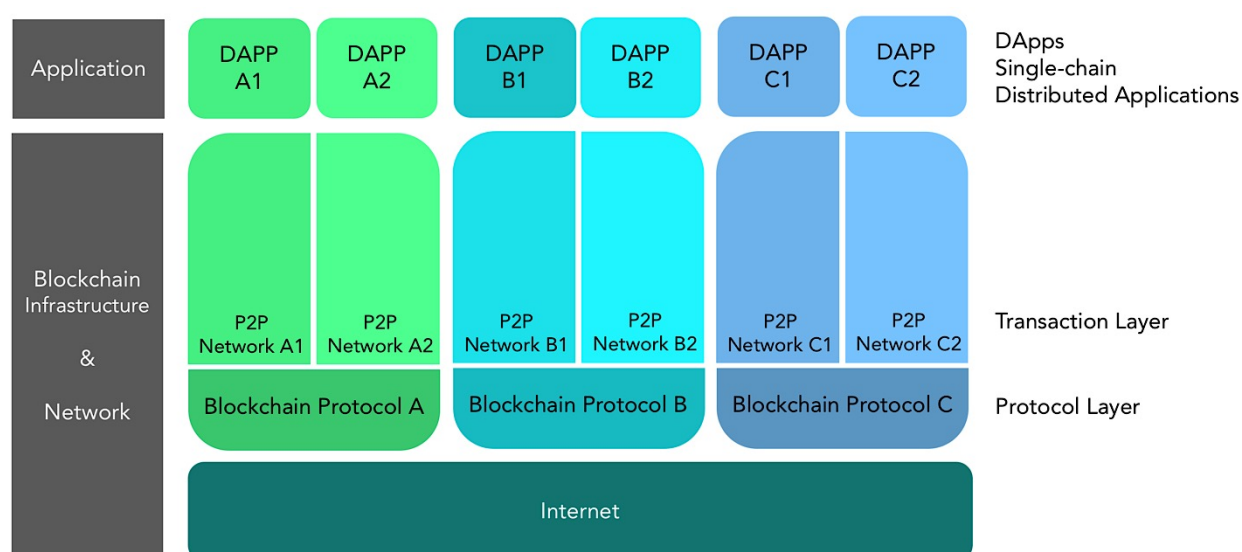 Application
DAPP
A1
DAPP
A2
DAPP
B1
DAPP
B2
DAPP
C1
DAPP
C2
DApps
Single-chain
Distributed Applications
Blockchain
Infrastructure
&
Network
P2P
Network A1
P2P
Network A2
P2P
Network B1
P2P
Network B2
P2P
Network C1
P2P
Network C2
Transaction Layer
Blockchain Protocol A
Blockchain Protocol B
Blockchain Protocol C
Protocol Layer
Internet